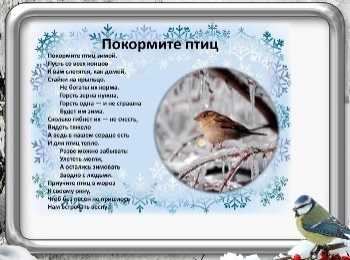 Покормите птиц
Покормите птиц зимой.
Пусть со всех концов
К вам слетятся, как домой,
Стайки на крыльцо.
Не богаты их корма.
Горсть зерна нужна,
Горсть одна — и не страшна
Будет им зима.
Сколько гибнет их — не счесть,
Видеть тяжело
А ведь в нашем сердце есть
И для птиц тепло.
Разве можно забывать:
Улететь могли,
А остались зимовать
Заодно с людьми.
Приучите птиц в мороз
К своему окну,
Чтоб без песен не пришлось
Нам встречать весну.